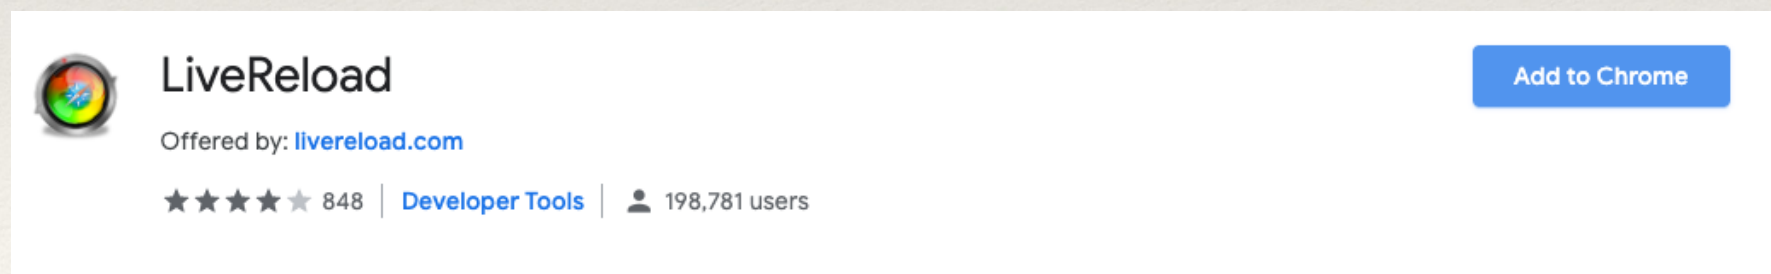 LiveReload
Add to Chrome
Offered by: livereload.com
848
Developer Tools
198,781 users